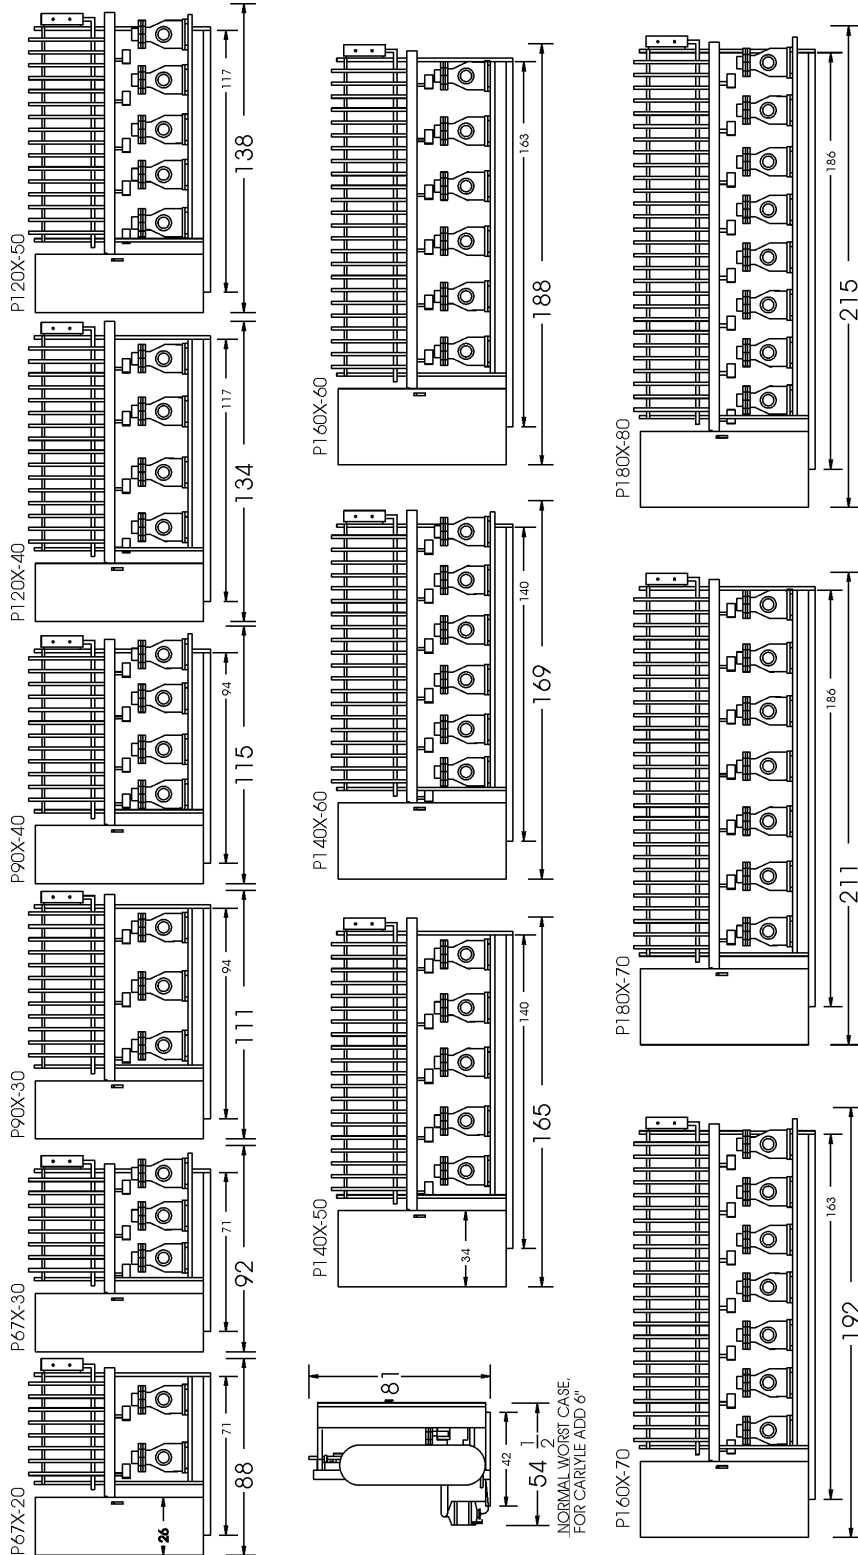 P67X-20
26
71
88
P67X-30
71
92
P90X-30
94
111
P90X-40
94
115
P120X-40
117
134
P120X-50
117
138
81
42
54 1/2
NORMAL WORST CASE,
FOR CARLYLE ADD 6"
P140X-50
34
140
165
P140X-60
140
169
P160X-60
163
188
P160X-70
163
192
P180X-70
186
211
P180X-80
186
215